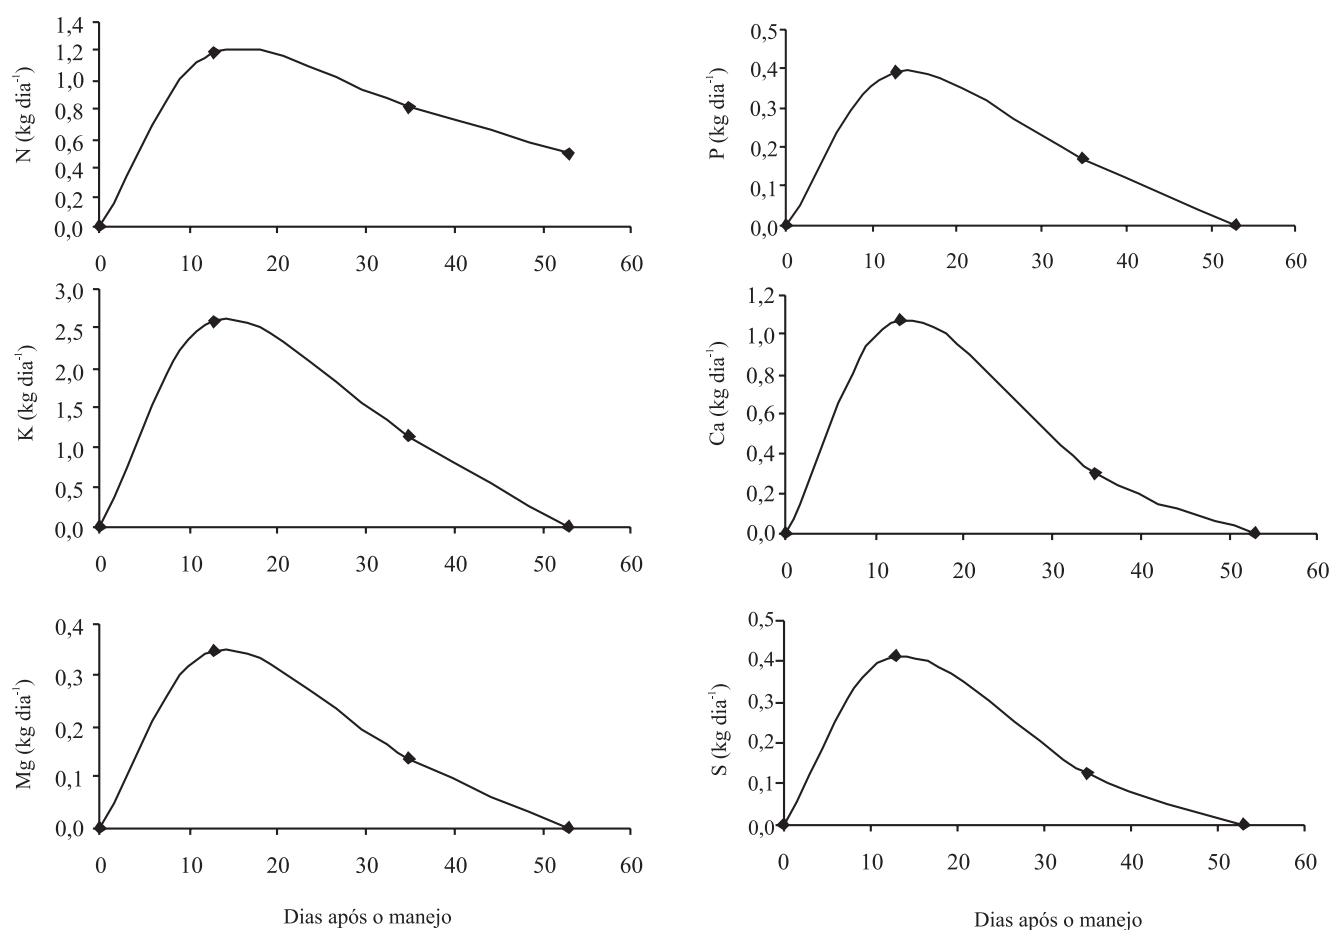 1,4
1,2
1,0
0,8
0,6
0,4
0,2
0,0
N (kg dia-1)
0 10 20 30 40 50 60
0,5
0,4
0,3
0,2
0,1
0,0
P (kg dia-1)
0 10 20 30 40 50 60
3,0
2,5
2,0
1,5
1,0
0,5
0,0
K (kg dia-1)
0 10 20 30 40 50 60
1,2
1,0
0,8
0,6
0,4
0,2
0,0
Ca (kg dia-1)
0 10 20 30 40 50 60
0,4
0,3
0,2
0,1
0,0
Mg (kg dia-1)
0 10 20 30 40 50 60
Dias após o manejo
0,5
0,4
0,3
0,2
0,1
0,0
S (kg dia-1)
0 10 20 30 40 50 60
Dias após o manejo